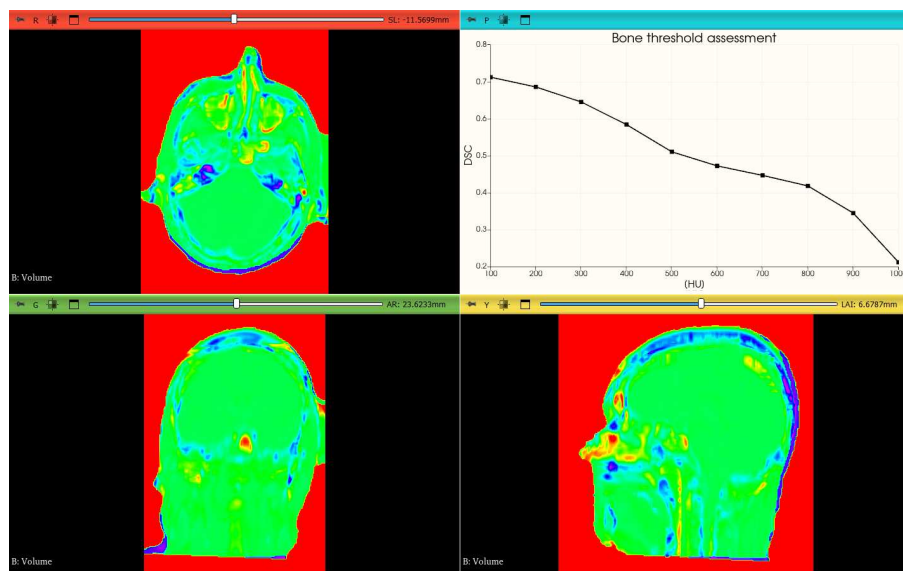 R SL: -11.5699mm
B: Volume
P
Bone threshold assessment
DSC
0.8
0.7
0.6
0.5
0.4
0.3
0.2
100 200 300 400 500 600 700 800 900 100
(HU)
G AR: 23.6233mm
B: Volume
Y LAI: 6.6787mm
B: Volume